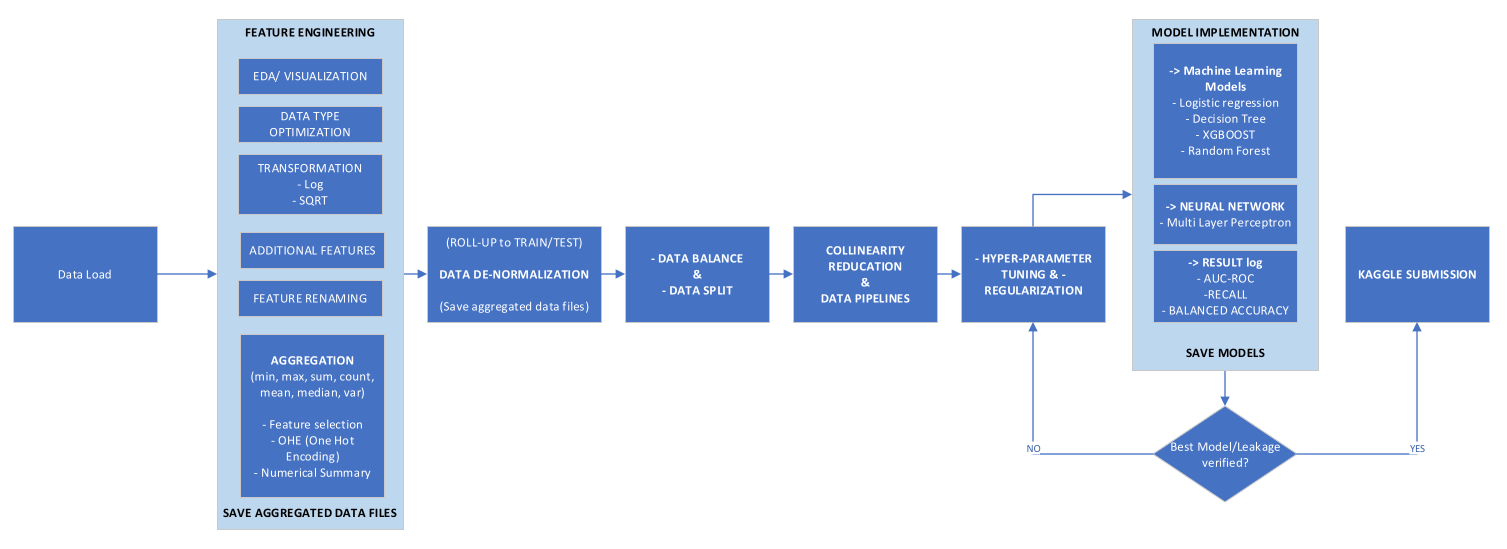 Data Load
FEATURE ENGINEERING
EDA/ VISUALIZATION
DATA TYPE
OPTIMIZATION
TRANSFORMATION
- Log
- SQRT
ADDITIONAL FEATURES
FEATURE RENAMING
AGGREGATION
(min, max, sum, count,
mean, median, var)
- Feature selection
- OHE (One Hot
Encoding)
- Numerical Summary
SAVE AGGREGATED DATA FILES
(ROLL-UP to TRAIN/TEST)
DATA DE-NORMALIZATION
(Save aggregated data files)
- DATA BALANCE
&
- DATA SPLIT
COLLINEARITY
REDUCATION
&
DATA PIPELINES
- HYPER-PARAMETER
TUNING & -
REGULARIZATION
MODEL IMPLEMENTATION
-> Machine Learning
Models
- Logistic regression
- Decision Tree
- XGBOOST
- Random Forest
-> NEURAL NETWORK
- Multi Layer Perceptron
-> RESULT log
- AUC-ROC
-RECALL
- BALANCED ACCURACY
SAVE MODELS
Best Model/Leakage
verified?
NO
YES
KAGGLE SUBMISSION